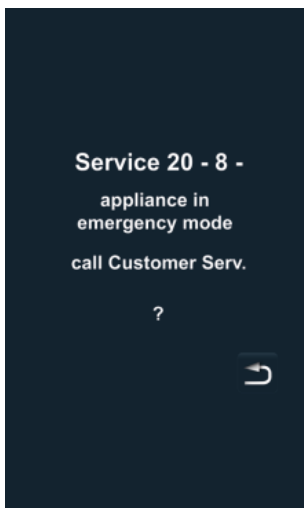 Service 20 - 8 -
appliance in
emergency mode
call Customer Serv.
?